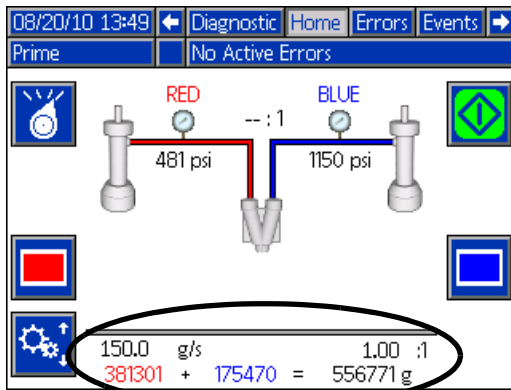 08/20/10 13:49 Diagnostic Home Errors Events
Prime No Active Errors
RED BLUE
-- : 1
481 psi 1150 psi
150.0 g/s 1.00 :1
381301 + 175470 = 556771 g